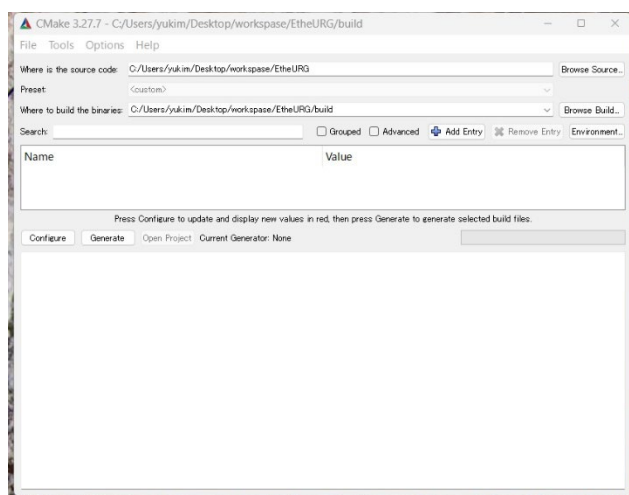 CMake 3.27.7 - C:/Users/yukim/Desktop/workspase/EtheURG/build
File Tools Options Help
Where is the source code: C:/Users/yukim/Desktop/workspase/EtheURG Browse Source...
Preset: <custom>
Where to build the binaries: C:/Users/yukim/Desktop/workspase/EtheURG/build Browse Build...
Search: Grouped Advanced Add Entry Remove Entry Environment...
Name Value
Press Configure to update and display new values in red, then press Generate to generate selected build files.
Configure Generate Open Project Current Generator: None